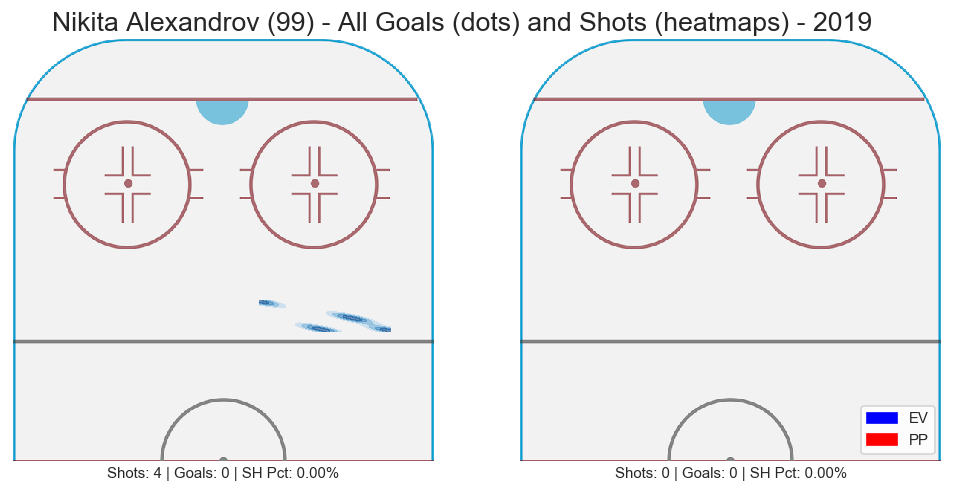 Nikita Alexandrov (99) - All Goals (dots) and Shots (heatmaps) - 2019
EV
PP
Shots: 4 | Goals: 0 | SH Pct: 0.00%
Shots: 0 | Goals: 0 | SH Pct: 0.00%